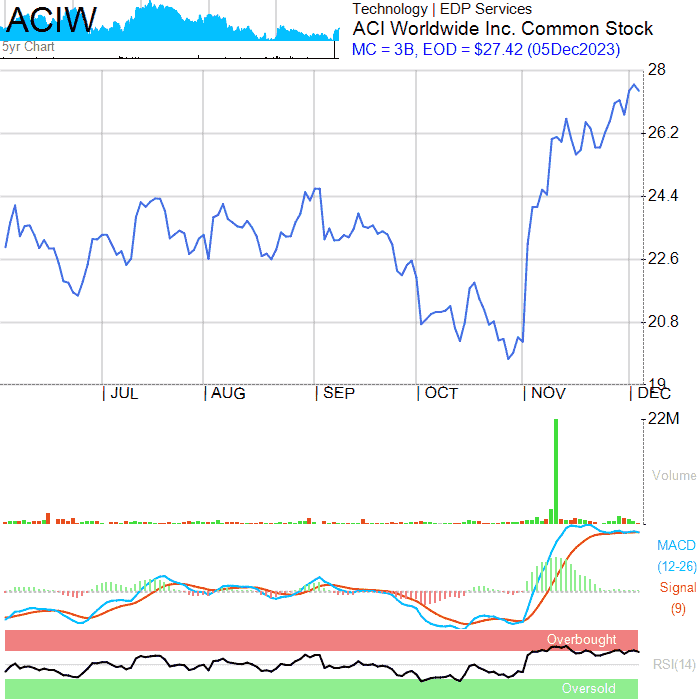 ACIW
5yr Chart
Technology | EDP Services
ACI Worldwide Inc. Common Stock
MC = 3B, EOD = $27.42 (05Dec2023)
28
26.2
24.4
22.6
20.8
19
| JUL | AUG | SEP | OCT | NOV | DEC
22M
Volume
MACD
(12-26)
Signal
(9)
Overbought
RSI(14)
Oversold